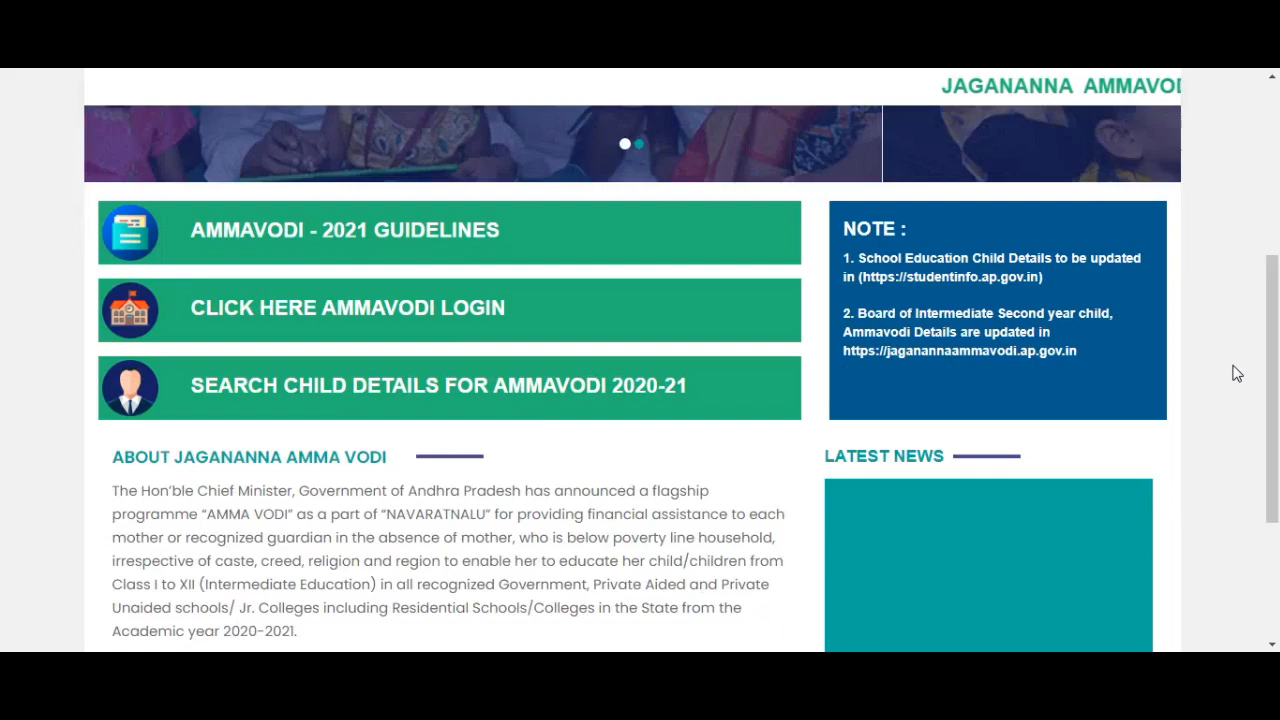 JAGANANNA AMMAVOD
AMMAVODI - 2021 GUIDELINES
CLICK HERE AMMAVODI LOGIN
SEARCH CHILD DETAILS FOR AMMAVODI 2020-21
NOTE :
1. School Education Child Details to be updated
in (https://studentinfo.ap.gov.in)
2. Board of Intermediate Second year child,
Ammavodi Details are updated in
https://jaganannaammavodi.ap.gov.in
ABOUT JAGANANNA AMMA VODI
The Hon’ble Chief Minister, Government of Andhra Pradesh has announced a flagship
programme “AMMA VODI” as a part of “NAVARATNALU” for providing financial assistance to each
mother or recognized guardian in the absence of mother, who is below poverty line household,
irrespective of caste, creed, religion and region to enable her to educate her child/children from
Class I to XII (Intermediate Education) in all recognized Government, Private Aided and Private
Unaided schools/ Jr. Colleges including Residential Schools/Colleges in the State from the
Academic year 2020-2021.
LATEST NEWS